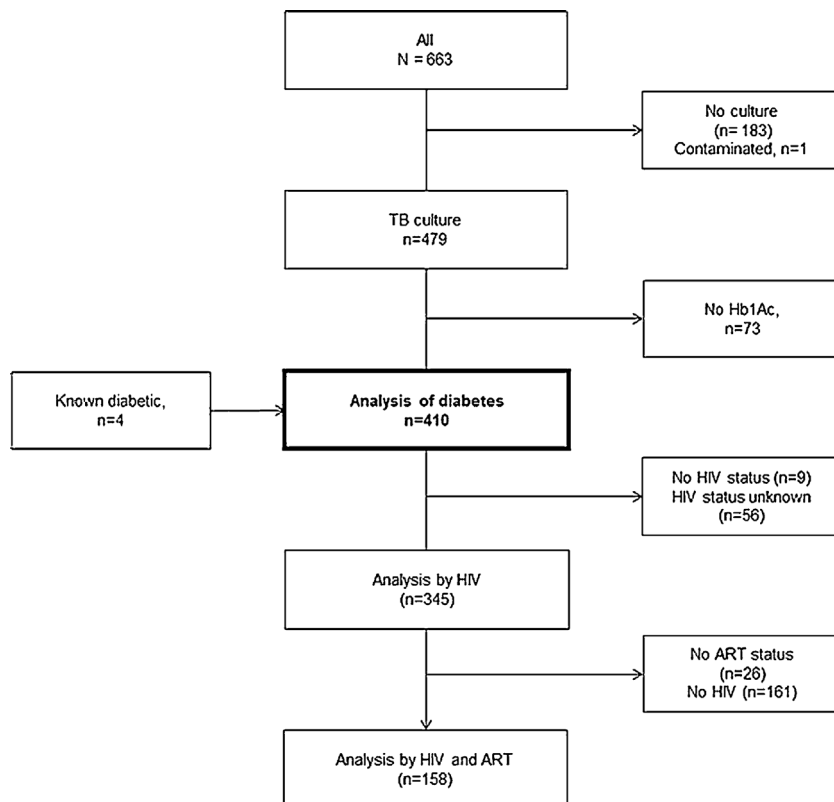 All
N = 663
No culture
(n= 183)
Contaminated, n=1
TB culture
n=479
No Hb1Ac,
n=73
Known diabetic,
n=4
Analysis of diabetes
n=410
No HIV status (n=9)
HIV status unknown
(n=56)
Analysis by HIV
(n=345)
No ART status
(n=26)
No HIV (n=161)
Analysis by HIV and ART
(n=158)